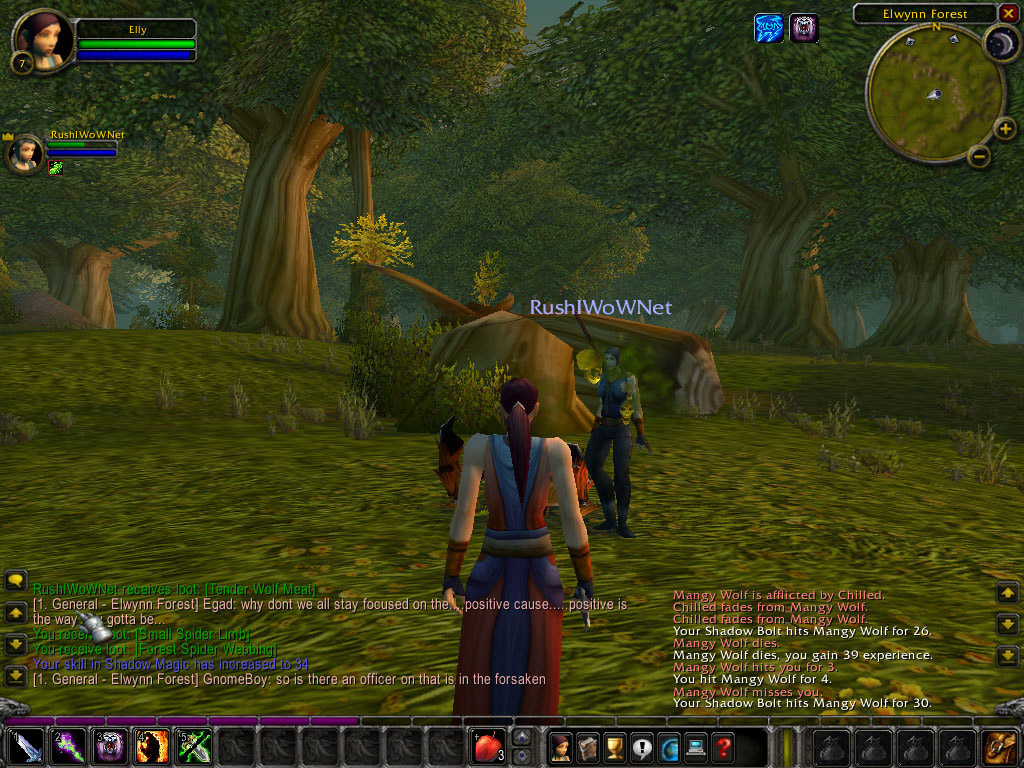 Elly
7
Elwynn Forest
N
RushIWoWNet
RushIWoWNet
RushIWoWNet receives loot: [Tender Wolf Meat]
[1. General - Elwynn Forest] Egad: why dont we all stay focused on the....positive cause.....positive is
the way gotta be...
You receive loot: [Small Spider Limb]
You receive loot: [Forest Spider Webbing]
Your skill in Shadow Magic has increased to 34
[1. General - Elwynn Forest] GnomeBoy: so is there an officer on that is in the forsaken
Mangy Wolf is afflicted by Chilled.
Chilled fades from Mangy Wolf.
Chilled fades from Mangy Wolf.
Your Shadow Bolt hits Mangy Wolf for 26.
Mangy Wolf dies.
Mangy Wolf dies, you gain 39 experience.
Mangy Wolf hits you for 3.
You hit Mangy Wolf for 4.
Mangy Wolf misses you.
Your Shadow Bolt hits Mangy Wolf for 30.
2 3 4 5 3